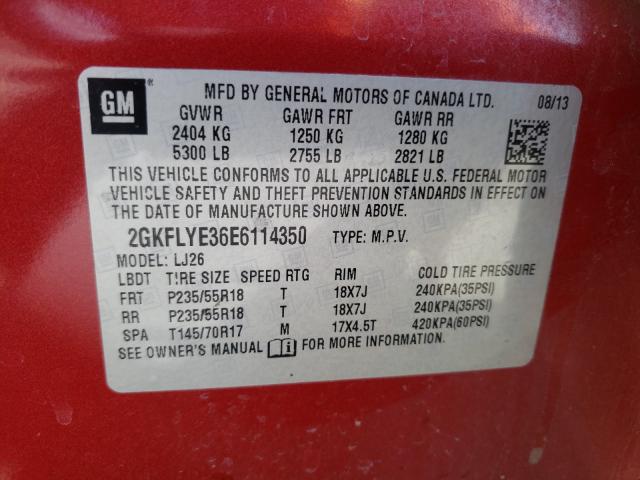 GM ® MFD BY GENERAL MOTORS OF CANADA LTD. 08/13
GVWR GAWR FRT GAWR RR
2404 KG 1250 KG 1280 KG
5300 LB 2755 LB 2821 LB
THIS VEHICLE CONFORMS TO ALL APPLICABLE U.S. FEDERAL MOTOR
VEHICLE SAFETY AND THEFT PREVENTION STANDARDS IN EFFECT ON
THE DATE OF MANUFACTURE SHOWN ABOVE.
2GKFLYE36E6114350 TYPE: M.P.V.
MODEL: LJ26
LBDT TIRE SIZE SPEED RTG RIM COLD TIRE PRESSURE
FRT P235/55R18 T 18X7J 240KPA(35PSI)
RR P235/55R18 T 18X7J 240KPA(35PSI)
SPA T145/70R17 M 17X4.5T 420KPA(60PSI)
SEE OWNER'S MANUAL FOR MORE INFORMATION.